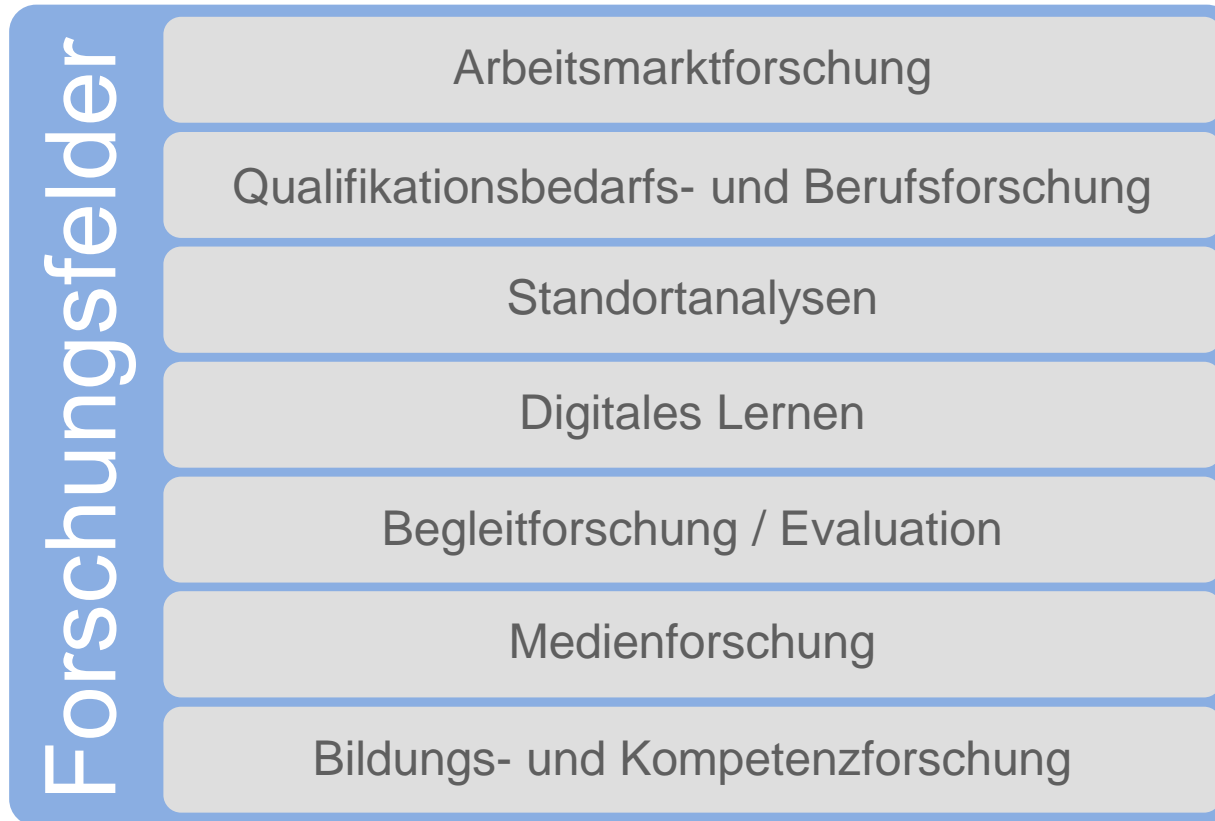 Forschungsfelder
Arbeitsmarktforschung
Qualifikationsbedarfs- und Berufsforschung
Standortanalysen
Digitales Lernen
Begleitforschung / Evaluation
Medienforschung
Bildungs- und Kompetenzforschung